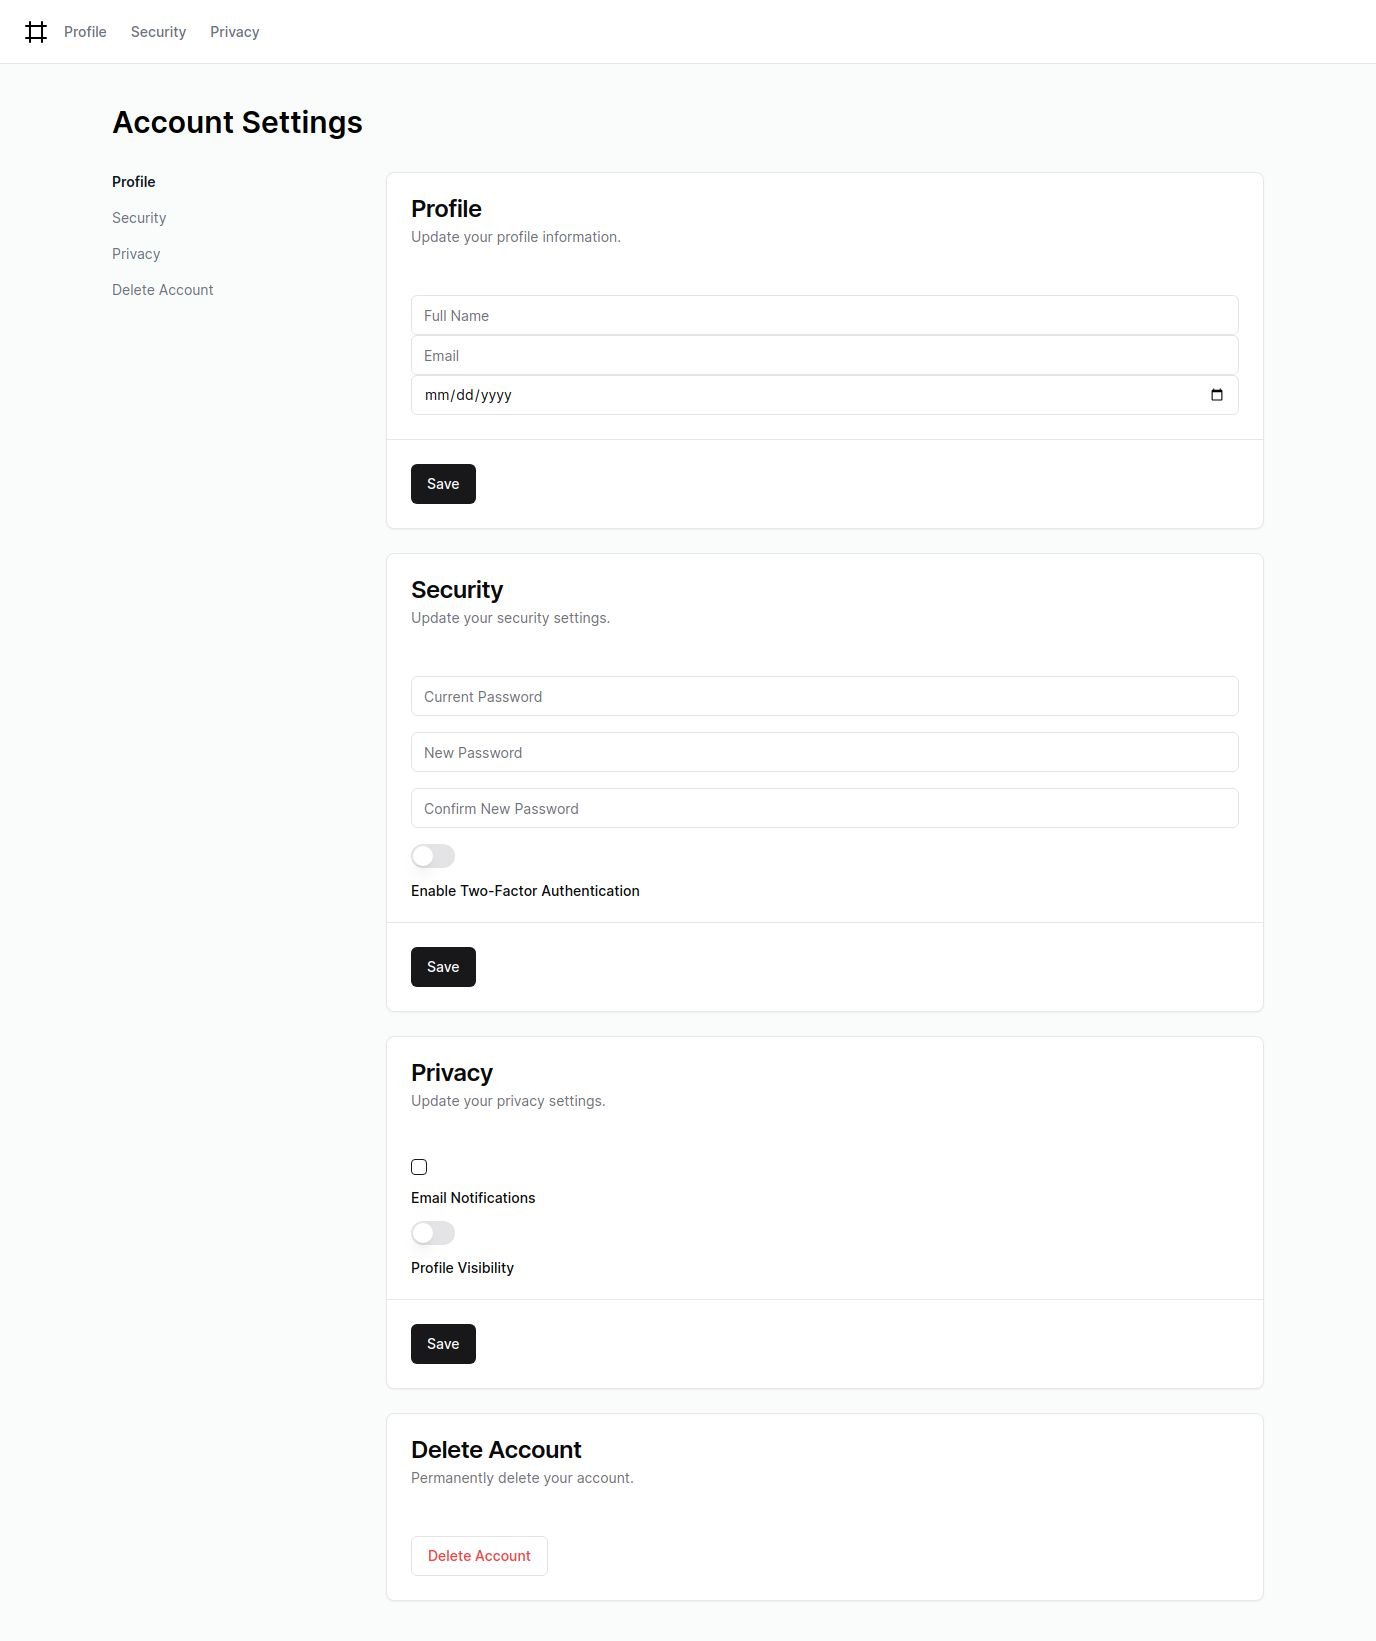 Profile Security Privacy
Account Settings
Profile
Security
Privacy
Delete Account
Profile
Update your profile information.
Full Name
Email
mm/dd/yyyy
Save
Security
Update your security settings.
Current Password
New Password
Confirm New Password
Enable Two-Factor Authentication
Save
Privacy
Update your privacy settings.
Email Notifications
Profile Visibility
Save
Delete Account
Permanently delete your account.
Delete Account